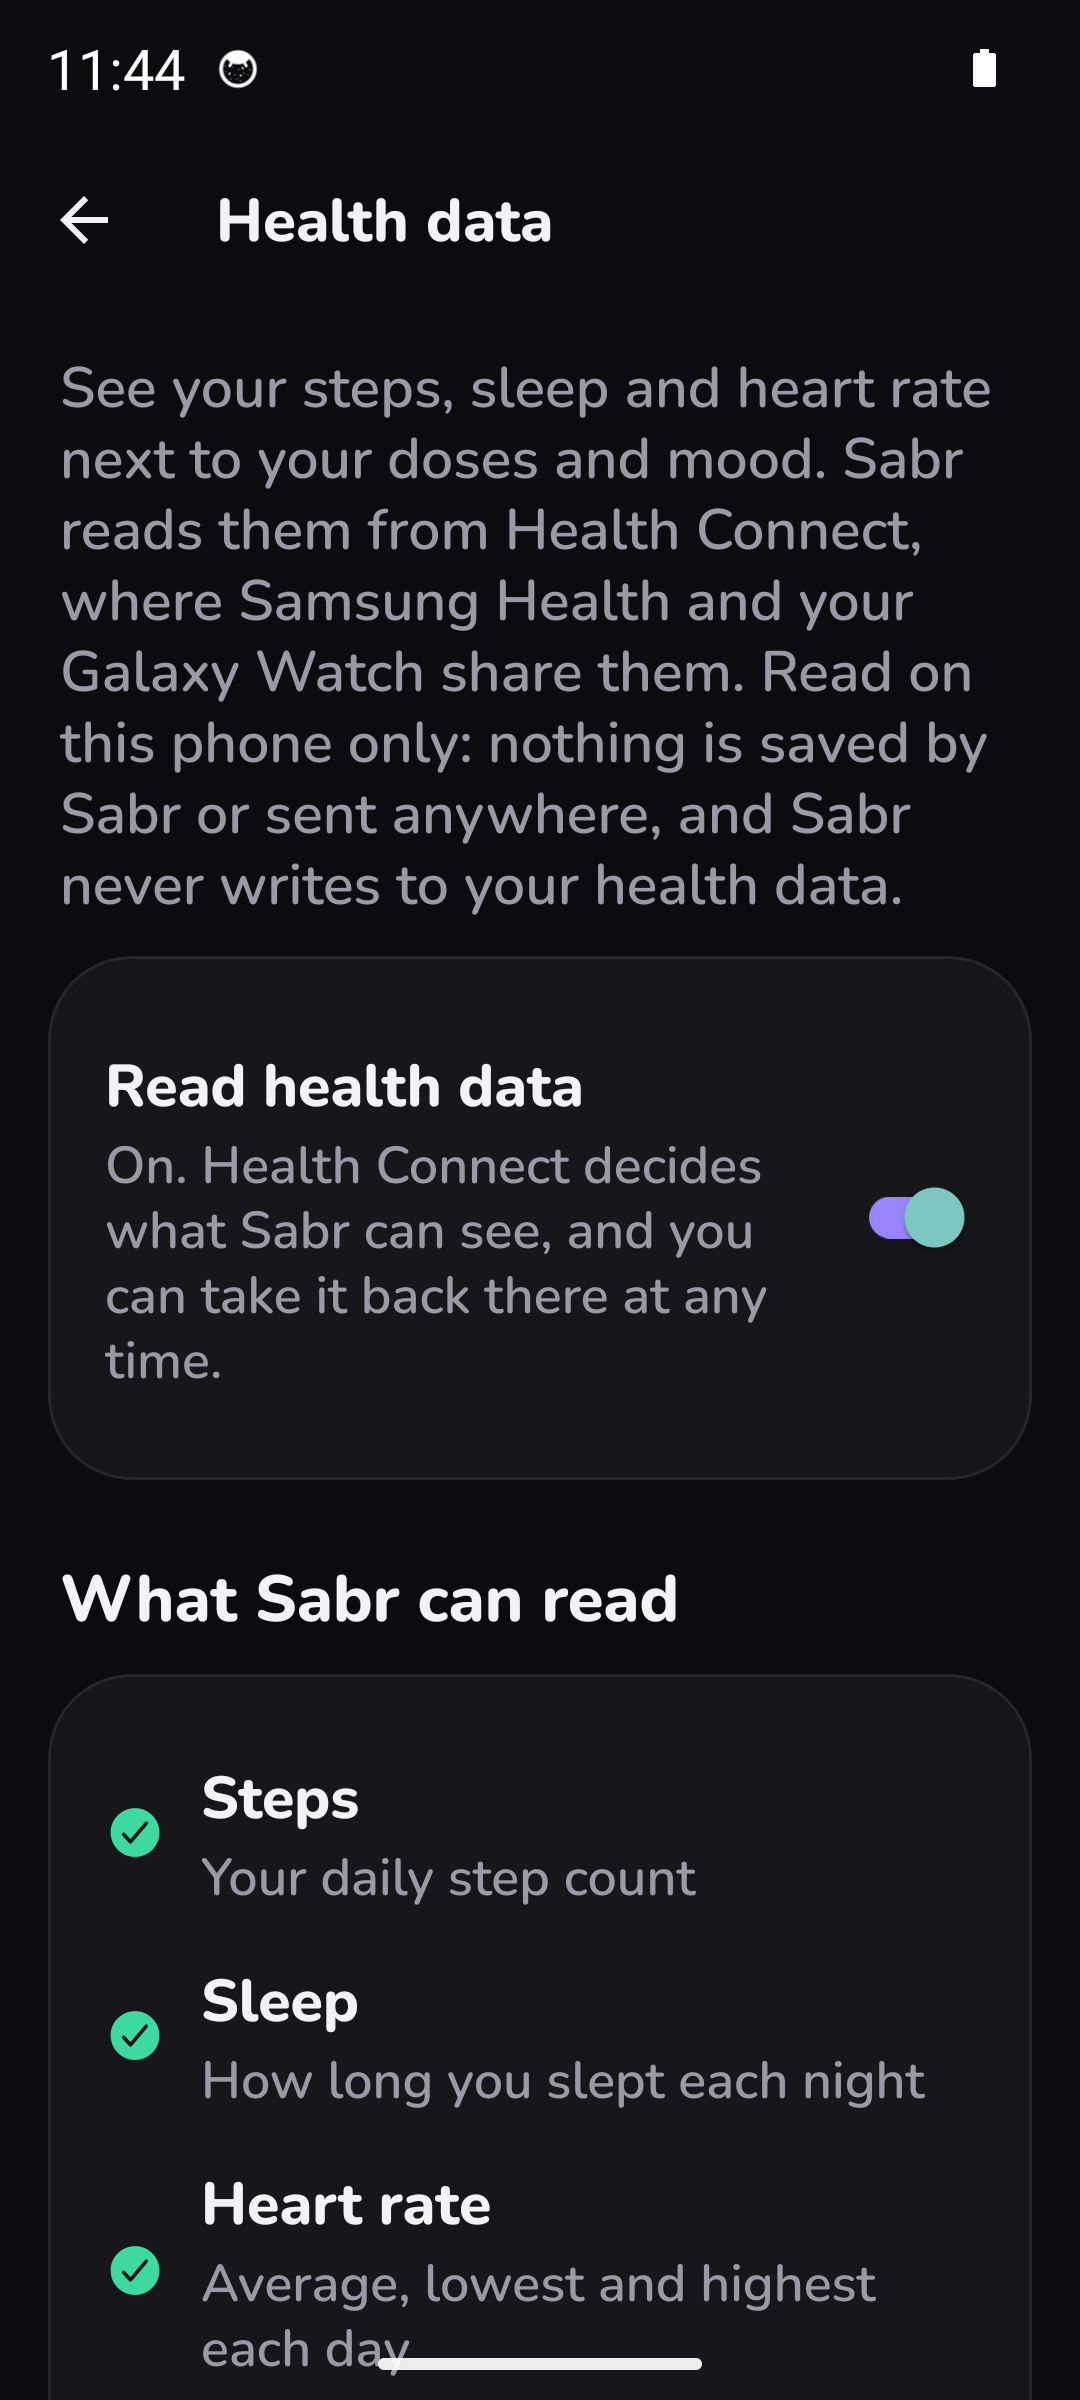 11:44
Health data
See your steps, sleep and heart rate
next to your doses and mood. Sabr
reads them from Health Connect,
where Samsung Health and your
Galaxy Watch share them. Read on
this phone only: nothing is saved by
Sabr or sent anywhere, and Sabr
never writes to your health data.
Read health data
On. Health Connect decides
what Sabr can see, and you
can take it back there at any
time.
What Sabr can read
Steps
Your daily step count
Sleep
How long you slept each night
Heart rate
Average, lowest and highest
each day